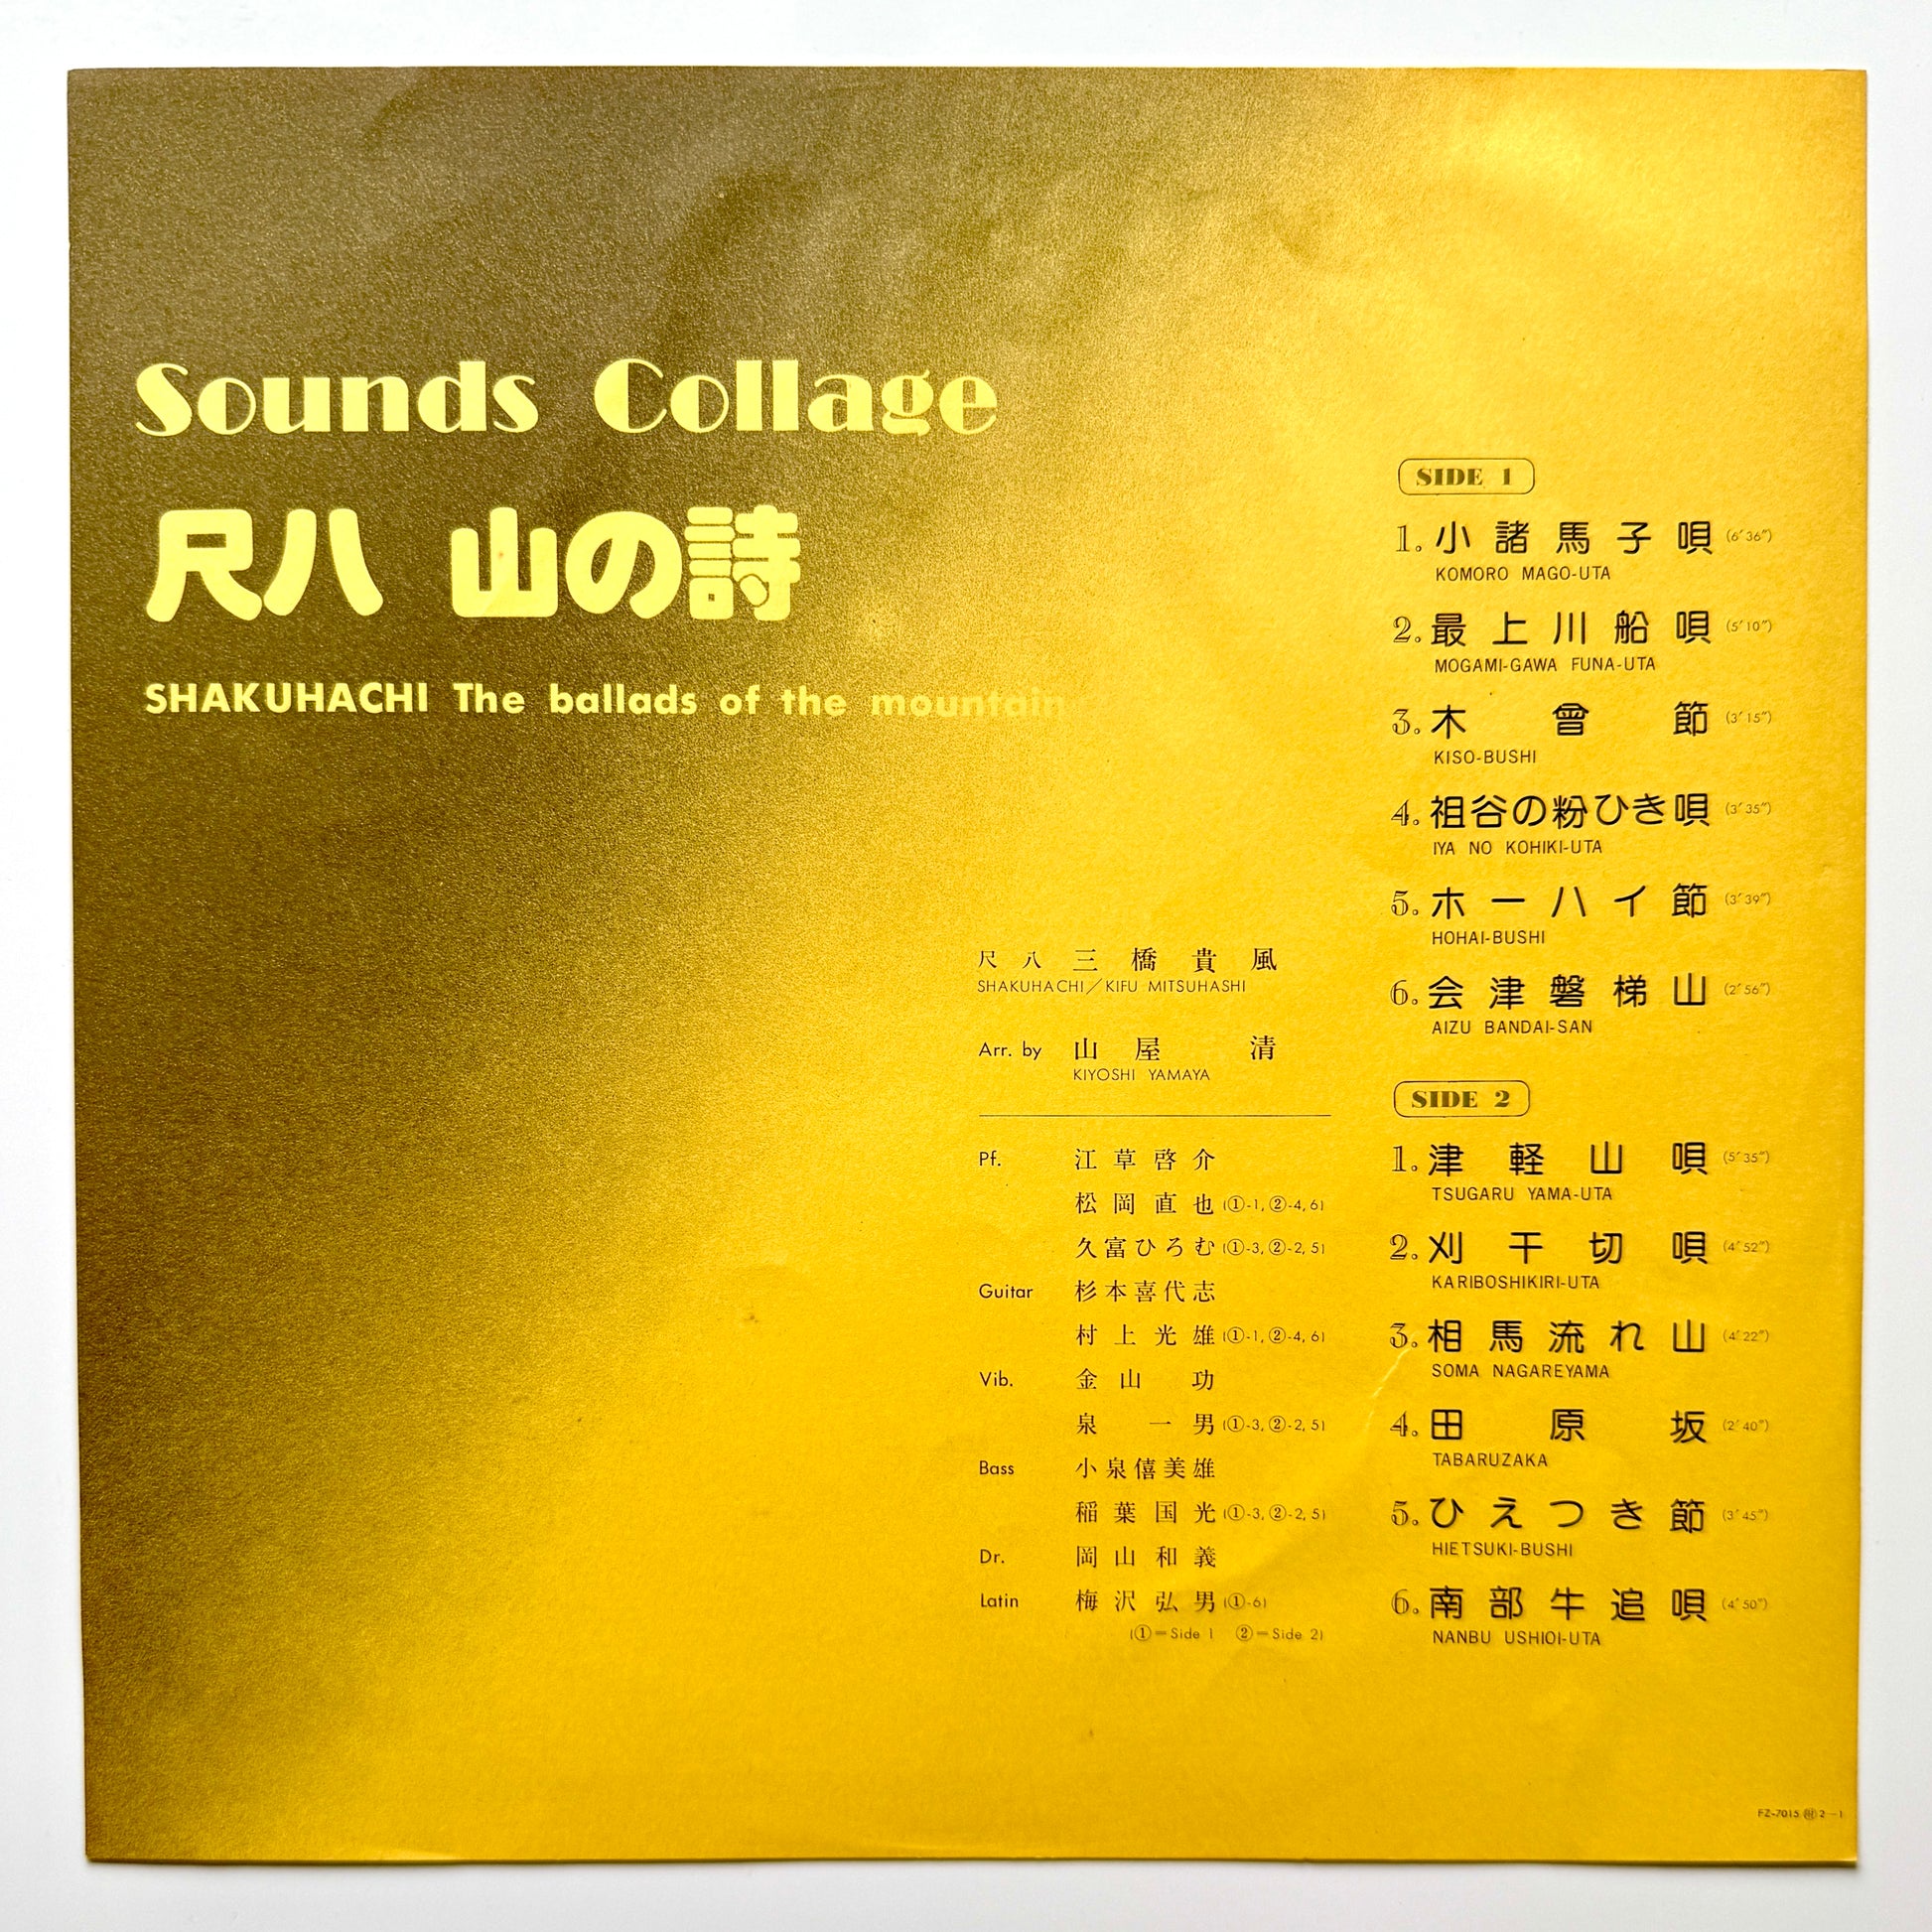 Sounds Collage
尺八 山の詩
SHAKUHACHI The ballads of the mountain
尺八 三橋貴風
SHAKUHACHI／KIFU MITSUHASHI
Arr. by 山屋 清
KIYOSHI YAMAYA
Pf. 江草啓介
松岡直也 (①-1, ②-4, 6)
久富ひろむ (①-3, ②-2, 5)
Guitar 杉本喜代志
村上光雄 (①-1, ②-4, 6)
Vib. 金山 功
泉 一男 (①-3, ②-2, 5)
Bass 小泉僖美雄
稲葉国光 (①-3, ②-2, 5)
Dr. 岡山和義
Latin 梅沢弘男 (①-6)
(①=Side 1 ②=Side 2)
SIDE 1
1. 小諸馬子唄 (6′36″)
KOMORO MAGO-UTA
2. 最上川船唄 (5′10″)
MOGAMI-GAWA FUNA-UTA
3. 木曾節 (3′15″)
KISO-BUSHI
4. 祖谷の粉ひき唄 (3′35″)
IYA NO KOHIKI-UTA
5. ホーハイ節 (3′39″)
HOHAI-BUSHI
6. 会津磐梯山 (2′56″)
AIZU BANDAI-SAN
SIDE 2
1. 津軽山唄 (5′35″)
TSUGARU YAMA-UTA
2. 刈干切唄 (4′52″)
KARIBOSHIKIRI-UTA
3. 相馬流れ山 (4′22″)
SOMA NAGAREYAMA
4. 田原坂 (2′40″)
TABARUZAKA
5. ひえつき節 (3′45″)
HIETSUKI-BUSHI
6. 南部牛追唄 (4′50″)
NANBU USHIOI-UTA
FZ-7015 2-1